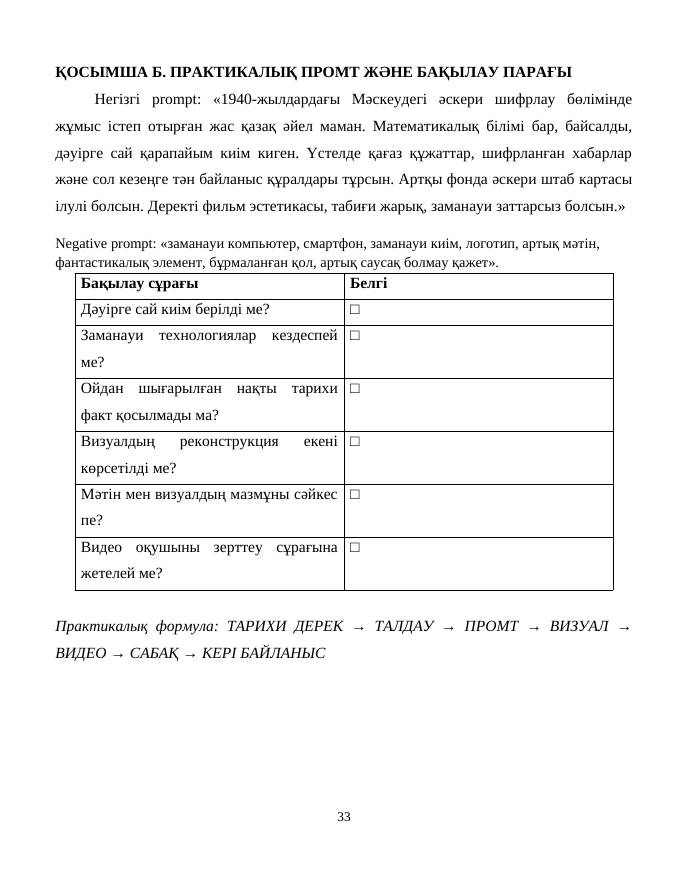 ҚОСЫМША Б. ПРАКТИКАЛЫҚ ПРОМТ ЖӘНЕ БАҚЫЛАУ ПАРАҒЫ
Негізгі prompt: «1940-жылдардағы Мәскеудегі әскери шифрлау бөлімінде
жұмыс істеп отырған жас қазақ әйел маман. Математикалық білімі бар, байсалды,
дәуірге сай қарапайым киім киген. Үстелде қағаз құжаттар, шифрланған хабарлар
және сол кезеңге тән байланыс құралдары тұрсын. Артқы фонда әскери штаб картасы
ілулі болсын. Деректі фильм эстетикасы, табиғи жарық, заманауи заттарсыз болсын.»
Negative prompt: «заманауи компьютер, смартфон, заманауи киім, логотип, артық мәтін,
фантастикалық элемент, бұрмаланған қол, артық саусақ болмау қажет».
Бақылау сұрағы Белгі
Дәуірге сай киім берілді ме? □
Заманауи технологиялар кездеспей □
ме?
Ойдан шығарылған нақты тарихи □
факт қосылмады ма?
Визуалдың реконструкция екені □
көрсетілді ме?
Мәтін мен визуалдың мазмұны сәйкес □
пе?
Видео оқушыны зерттеу сұрағына □
жетелей ме?
Практикалық формула: ТАРИХИ ДЕРЕК → ТАЛДАУ → ПРОМТ → ВИЗУАЛ →
ВИДЕО → САБАҚ → КЕРІ БАЙЛАНЫС
33